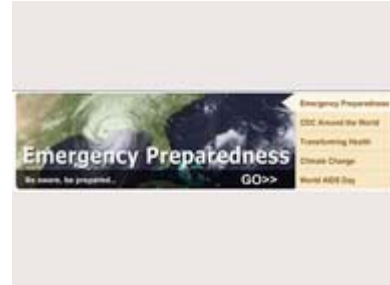 Emergency Preparedness
Be aware, be prepared...
GO>>
Emergency Preparedness
CDC Around the World
Transforming Health
Climate Change
World AIDS Day